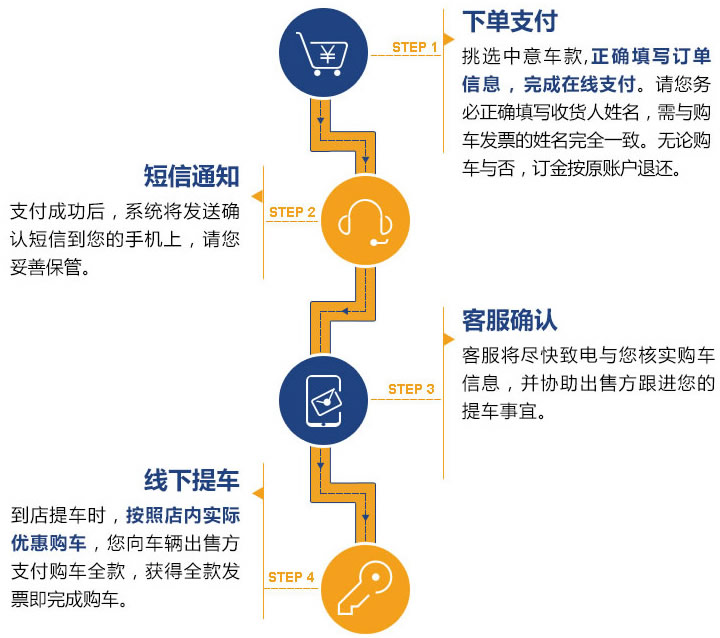 下单支付
STEP 1
挑选中意车款,正确填写订单
信息，完成在线支付。请您务
必正确填写收货人姓名，需与购
车发票的姓名完全一致。无论购
车与否，订金按原账户退还。
短信通知
STEP 2
支付成功后，系统将发送确
认短信到您的手机上，请您
妥善保管。
客服确认
STEP 3
客服将尽快致电与您核实购车
信息，并协助出售方跟进您的
提车事宜。
线下提车
STEP 4
到店提车时，按照店内实际
优惠购车，您向车辆出售方
支付购车全款，获得全款发
票即完成购车。